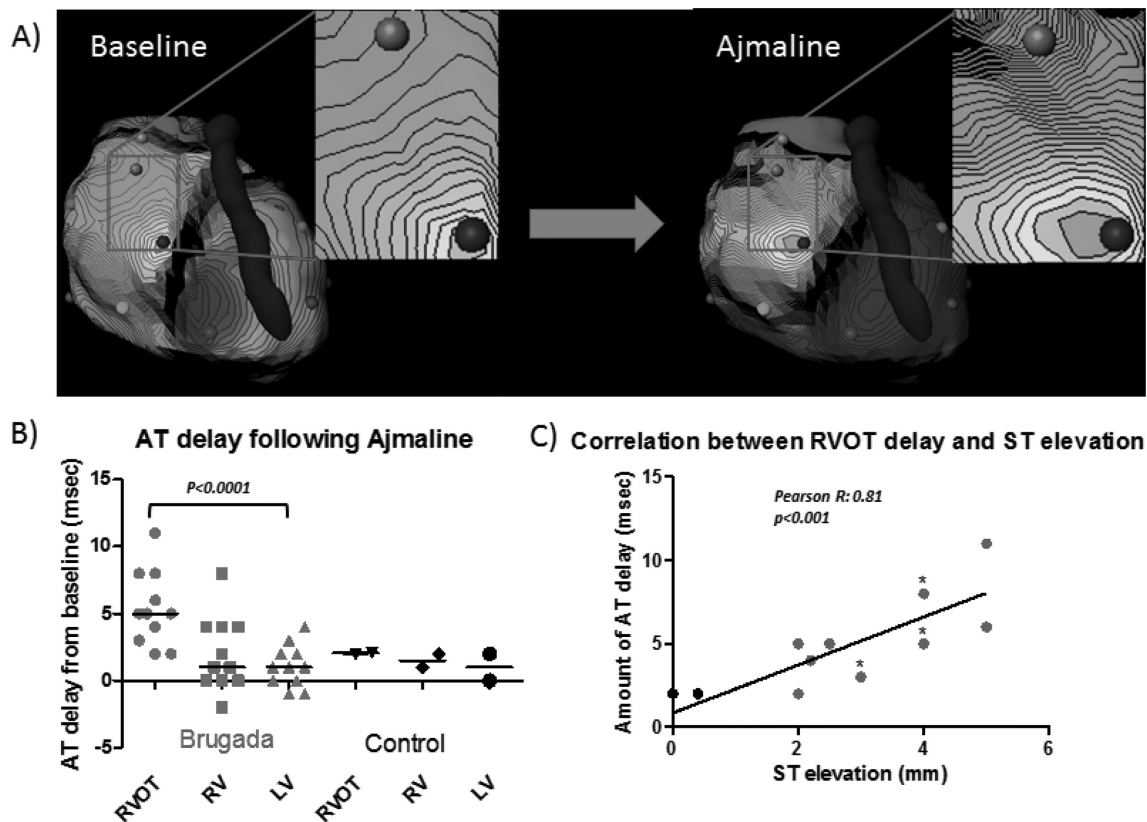 A)
Baseline
Ajmaline
B)
AT delay following Ajmaline
AT delay from baseline (msec)
15
10
5
0
-5
P<0.0001
Brugada
Control
RVOT
RV
LV
RVOT
RV
LV
C)
Correlation between RVOT delay and ST elevation
Amount of AT delay (msec)
15
10
5
0
Pearson R: 0.81
p<0.001
*
*
*
0
2
4
6
ST elevation (mm)